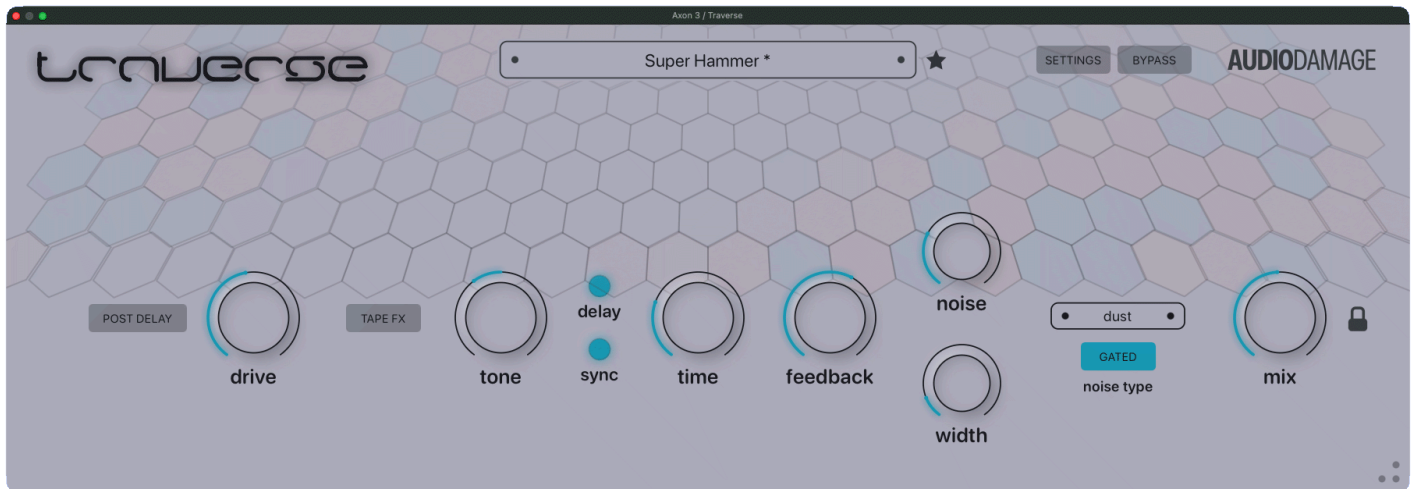 Axon 3 / Traverse
traverse
Super Hammer *
SETTINGS
BYPASS
AUDIODAMAGE
POST DELAY
drive
TAPE FX
tone
delay
sync
time
feedback
noise
width
dust
GATED
noise type
mix